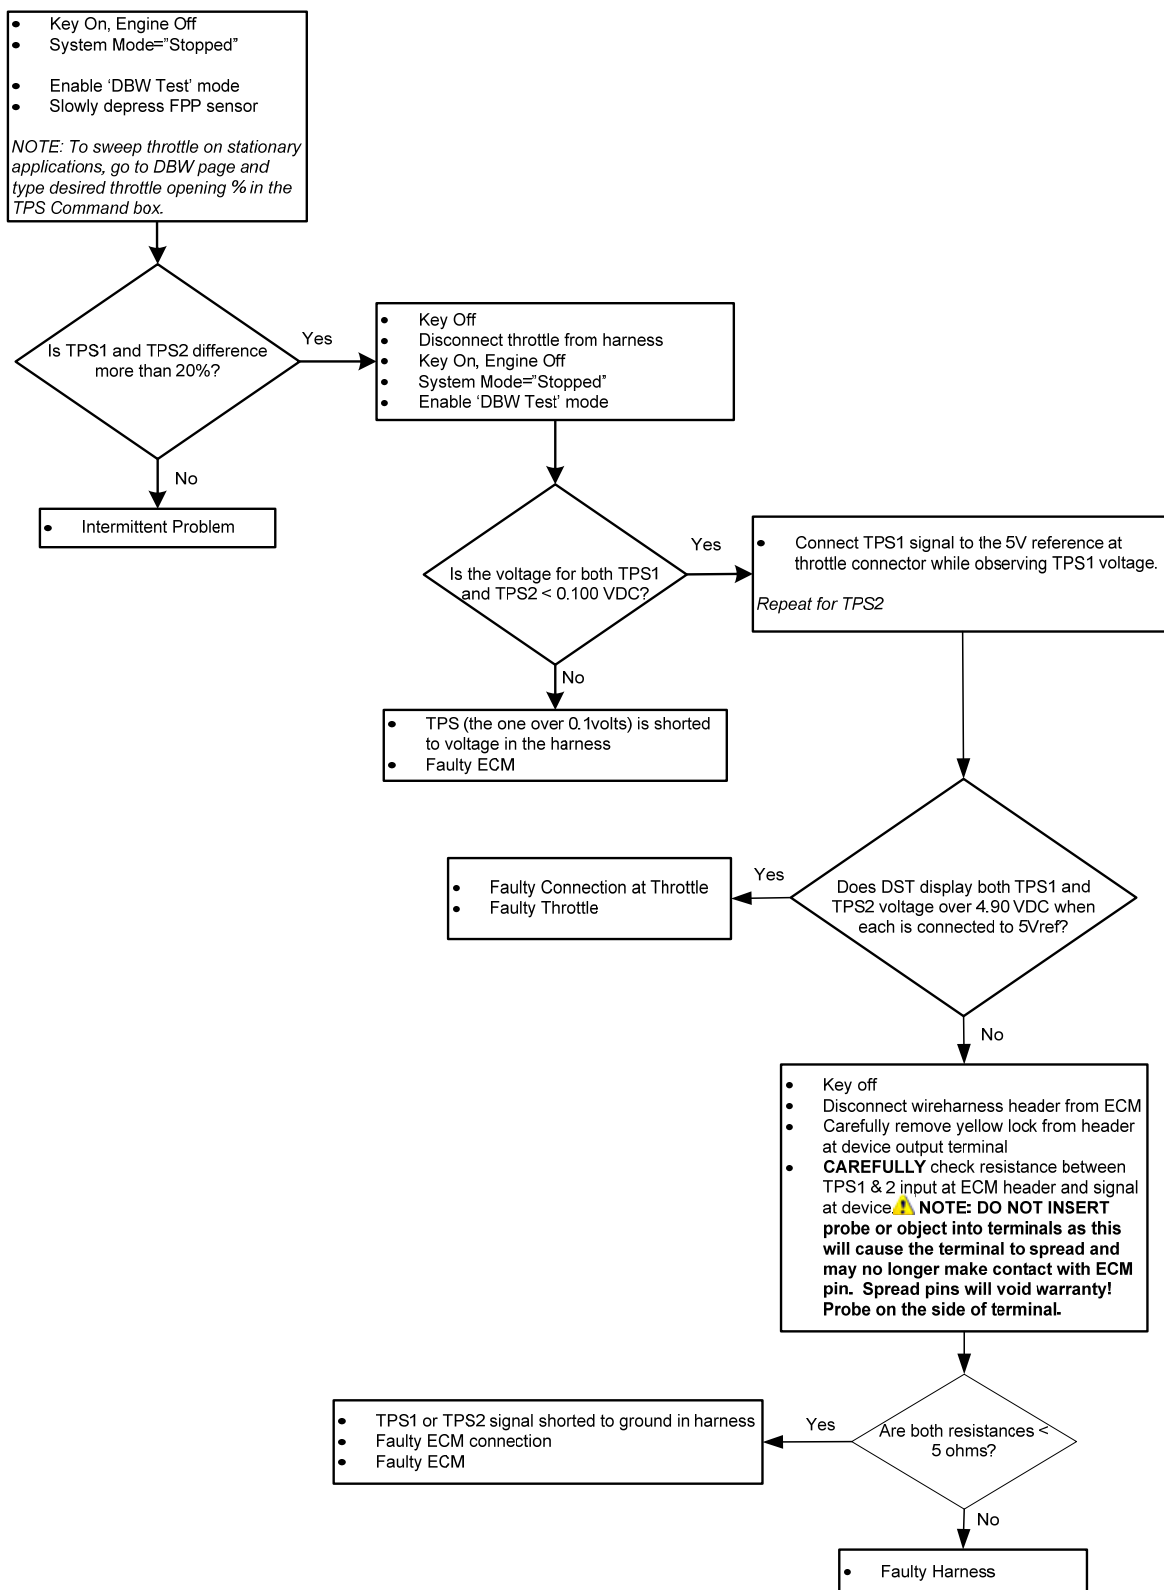 • Key On, Engine Off
• System Mode=”Stopped”
• Enable ‘DBW Test’ mode
• Slowly depress FPP sensor
NOTE: To sweep throttle on stationary
applications, go to DBW page and
type desired throttle opening % in the
TPS Command box.
Is TPS1 and TPS2 difference
more than 20%?
Yes
No
• Intermittent Problem
• Key Off
• Disconnect throttle from harness
• Key On, Engine Off
• System Mode=”Stopped”
• Enable ‘DBW Test’ mode
Is the voltage for both TPS1
and TPS2 < 0.100 VDC?
Yes
No
• TPS (the one over 0.1volts) is shorted
to voltage in the harness
• Faulty ECM
• Connect TPS1 signal to the 5V reference at
throttle connector while observing TPS1 voltage.
Repeat for TPS2
Does DST display both TPS1 and
TPS2 voltage over 4.90 VDC when
each is connected to 5Vref?
Yes
• Faulty Connection at Throttle
• Faulty Throttle
No
• Key off
• Disconnect wireharness header from ECM
• Carefully remove yellow lock from header
at device output terminal
• CAREFULLY check resistance between
TPS1 & 2 input at ECM header and signal
at device. NOTE: DO NOT INSERT
probe or object into terminals as this
will cause the terminal to spread and
may no longer make contact with ECM
pin. Spread pins will void warranty!
Probe on the side of terminal.
Are both resistances <
5 ohms?
Yes
• TPS1 or TPS2 signal shorted to ground in harness
• Faulty ECM connection
• Faulty ECM
No
• Faulty Harness